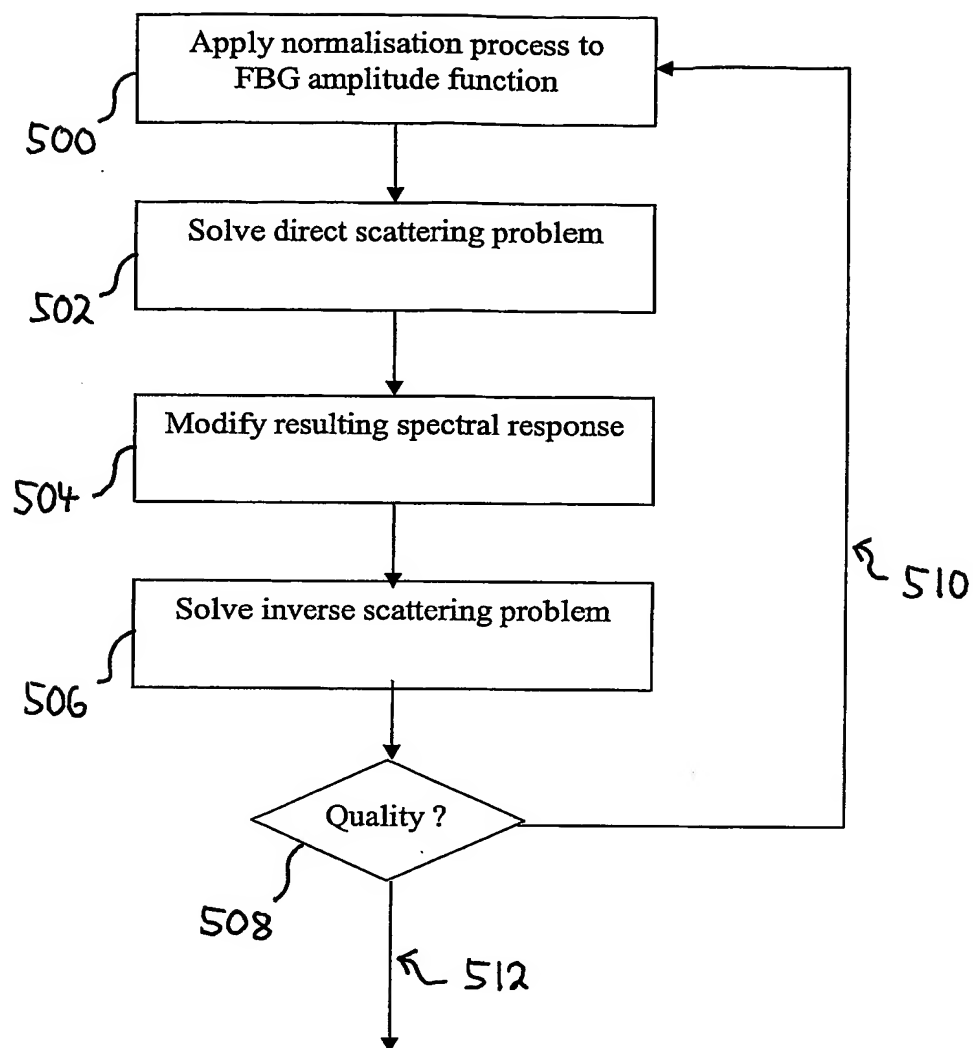 Apply normalisation process to
FBG amplitude function
500
Solve direct scattering problem
502
Modify resulting spectral response
504
510
Solve inverse scattering problem
506
Quality ?
508
512